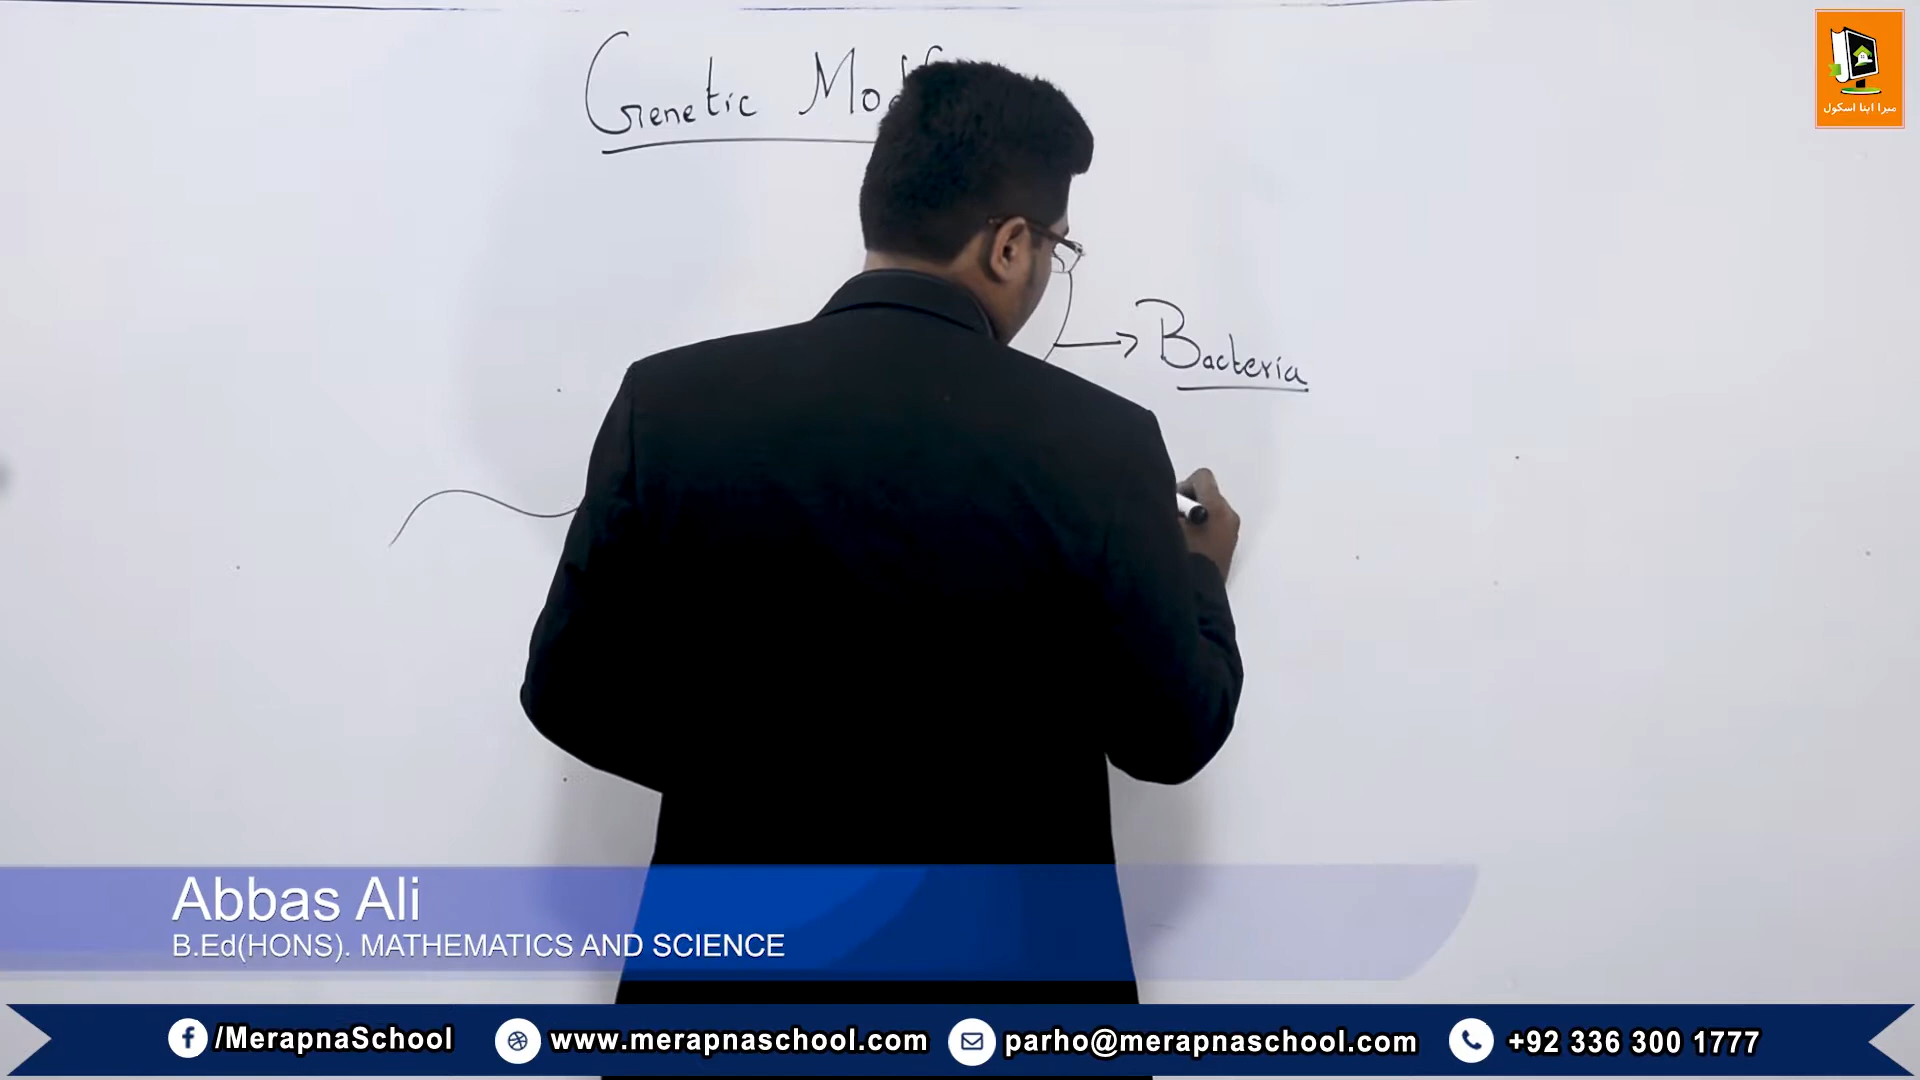 Genetic Mod
میرا اپنا اسکول
Bacteria
Abbas Ali
B.Ed(HONS). MATHEMATICS AND SCIENCE
/MerapnaSchool www.merapnaschool.com parho@merapnaschool.com +92 336 300 1777